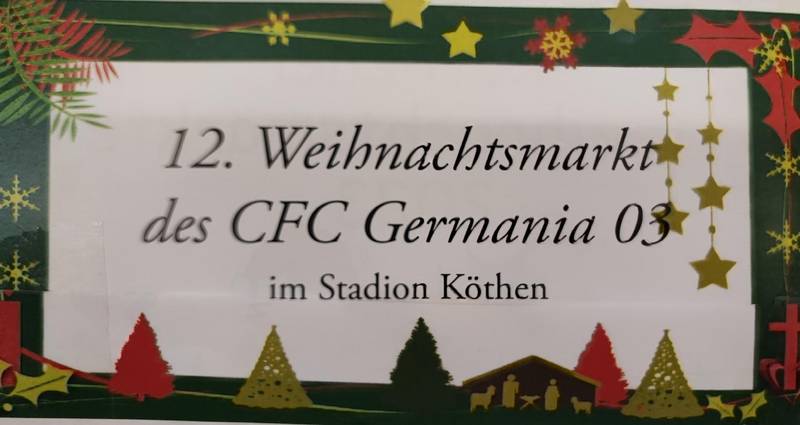 12. Weihnachtsmarkt
des CFC Germania 03
im Stadion Köthen